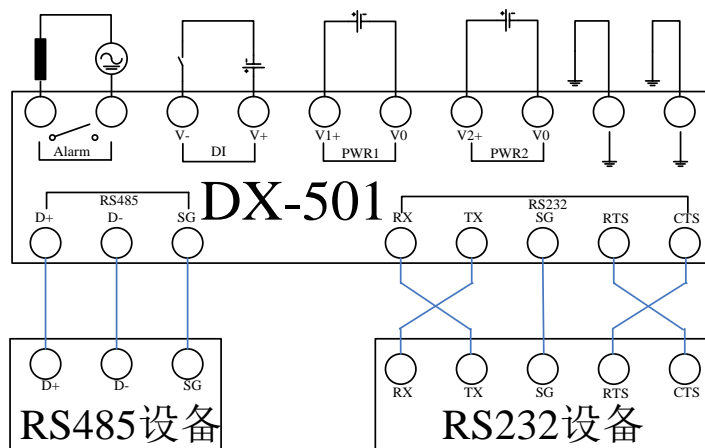 V- V+ V1+ V0 V2+ V0
Alarm DI PWR1 PWR2
DX-501
RS485 RS232
D+ D- SG RX TX SG RTS CTS
D+ D- SG RX TX SG RTS CTS
RS485设备 RS232设备